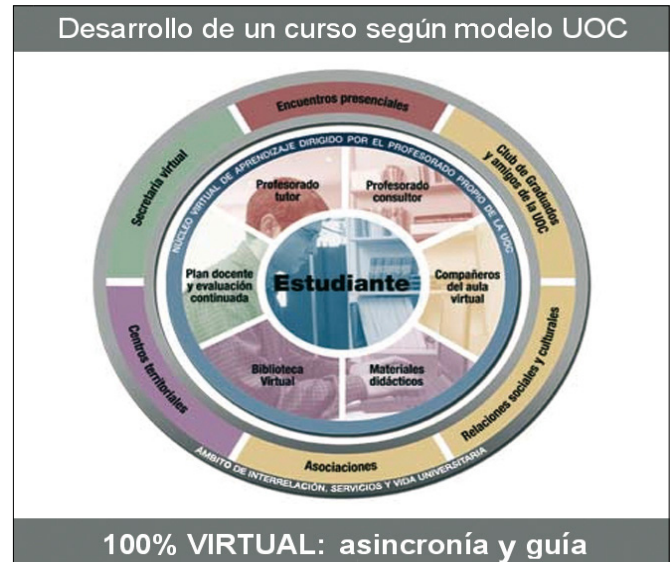 Desarrollo de un curso según modelo UOC
Encuentros presenciales
Club de Graduados
y amigos de la UOC
Secretaría virtual
NÚCLEO VIRTUAL DE APRENDIZAJE DIRIGIDO POR EL PROFESORADO PROPIO DE LA UOC
Profesorado
tutor
Profesorado
consultor
Plan docente
y evaluación
continuada
Estudiante
Compañeros
del aula
virtual
Biblioteca
Virtual
Materiales
didácticos
Centros territoriales
Relaciones sociales y culturales
Asociaciones
ÁMBITO DE INTERRELACIÓN, SERVICIOS Y VIDA UNIVERSITARIA
100% VIRTUAL: asincronía y guía